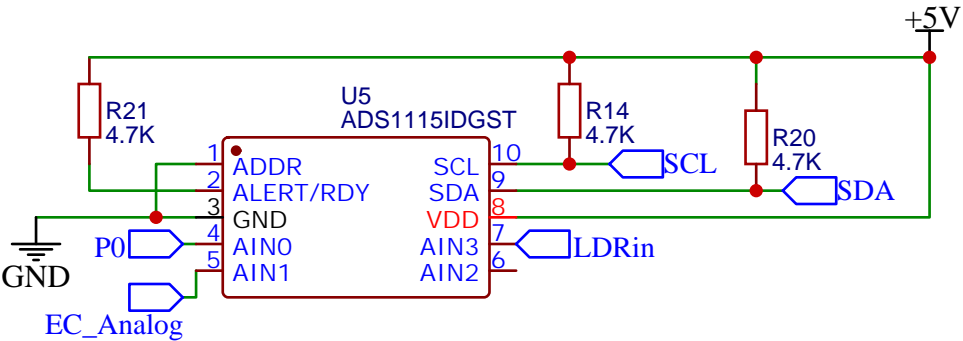 +5V
U5
ADS1115IDGST
R21
4.7K
R14
4.7K
R20
4.7K
1
ADDR
SCL
10
SCL
2
ALERT/RDY
SDA
9
SDA
3
GND
VDD
8
P0
4
AIN0
AIN3
7
LDRin
5
AIN1
AIN2
6
GND
EC_Analog